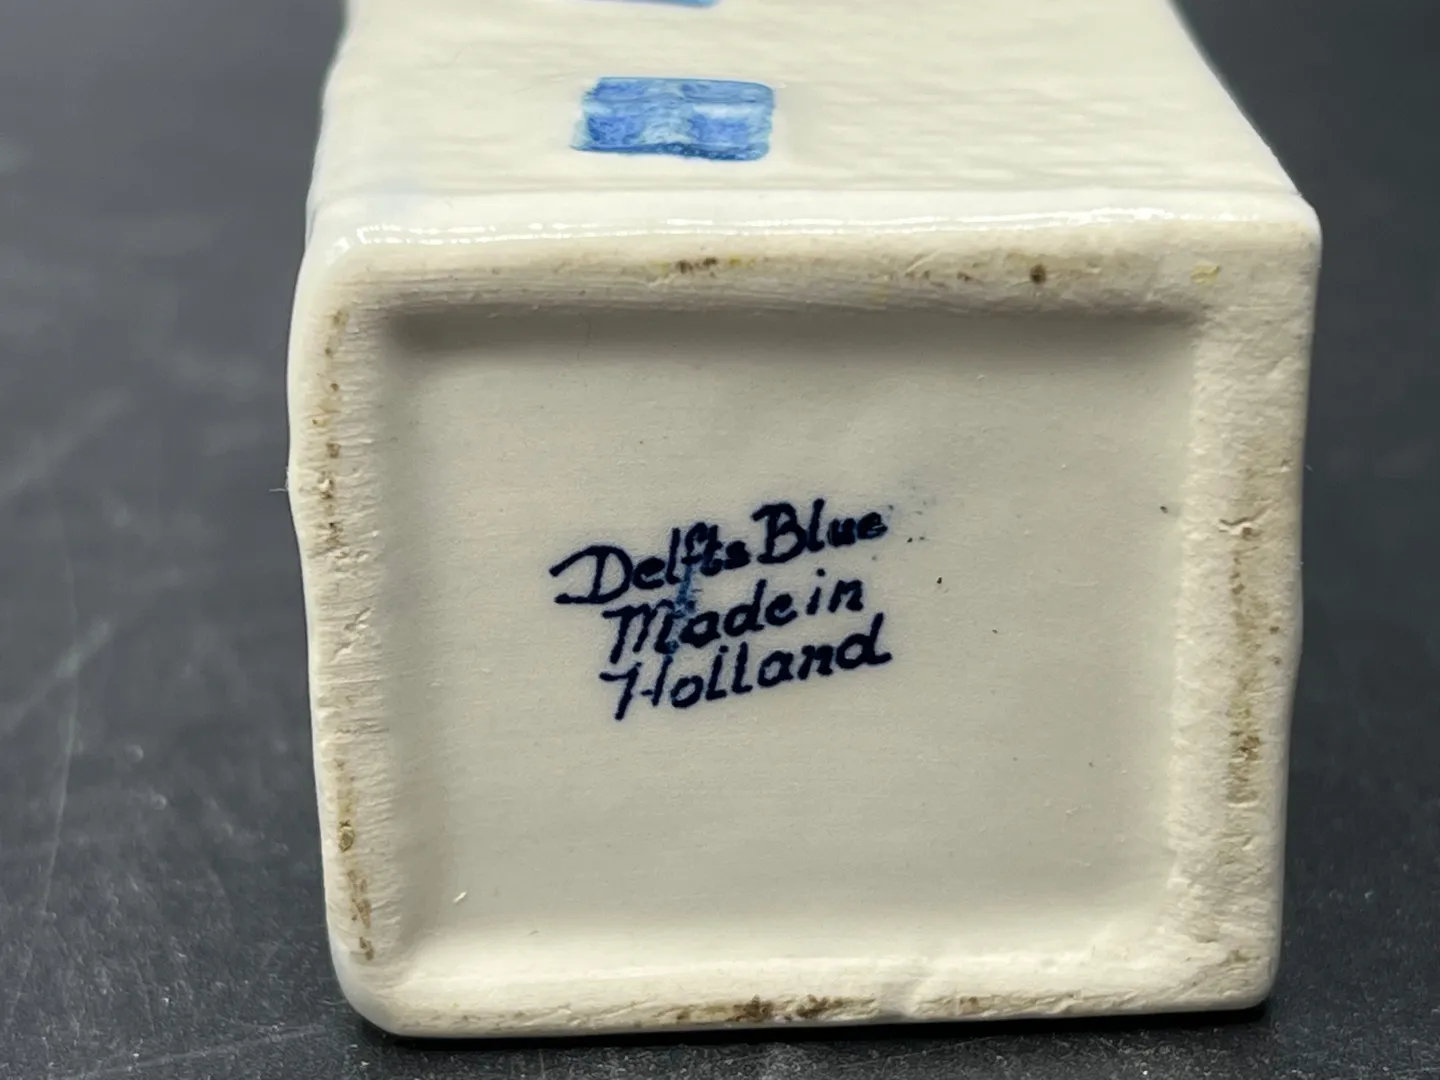 Delfts Blue
Made in
Holland